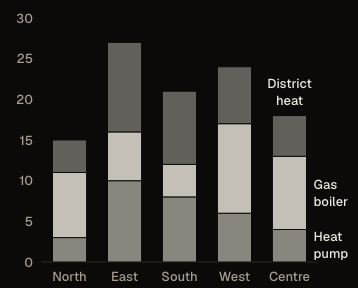 30
25
20
15
10
5
0
District
heat
Gas
boiler
Heat
pump
North East South West Centre